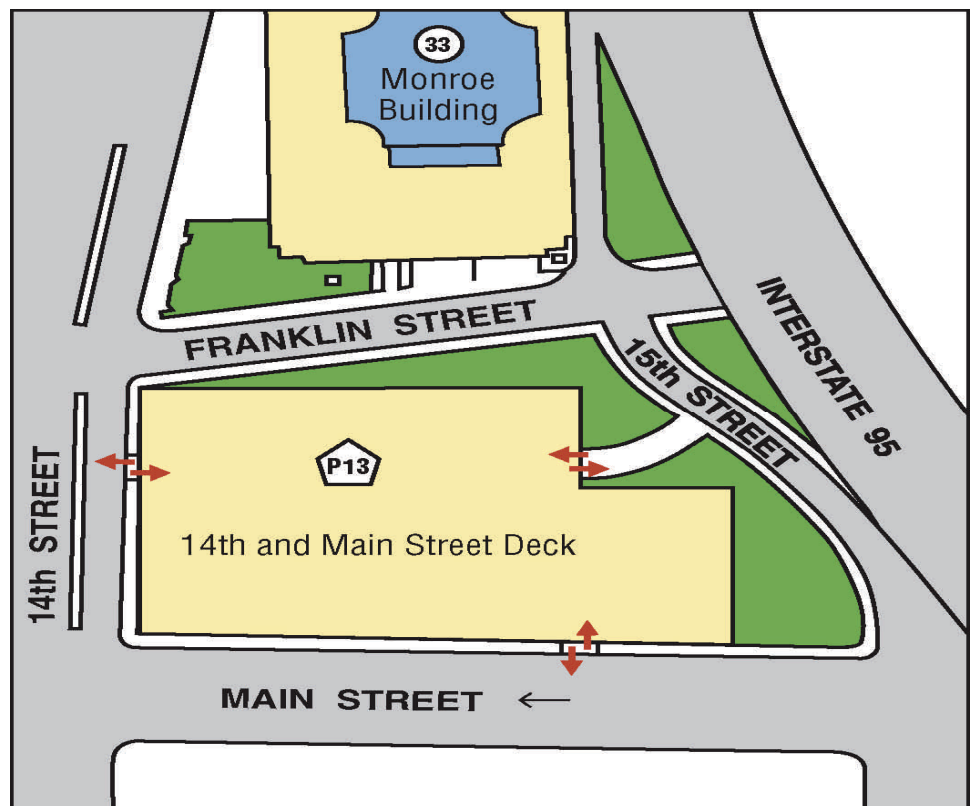 33
Monroe
Building
FRANKLIN STREET
INTERSTATE 95
15th STREET
P13
14th STREET
14th and Main Street Deck
MAIN STREET